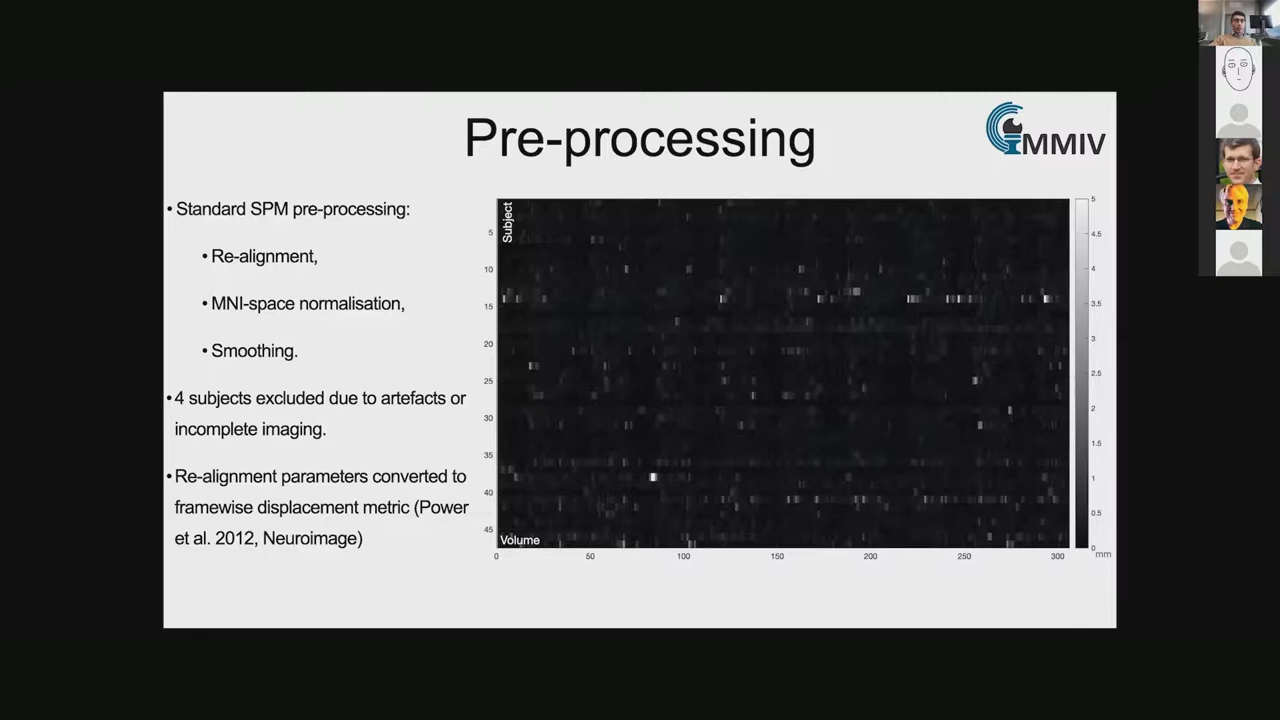 Pre-processing
MMIV
• Standard SPM pre-processing:
• Re-alignment,
• MNI-space normalisation,
• Smoothing.
• 4 subjects excluded due to artefacts or
incomplete imaging.
• Re-alignment parameters converted to
framewise displacement metric (Power
et al. 2012, Neuroimage)
Subject
5
10
15
20
25
30
35
40
45
Volume
0
50
100
150
200
250
300
5
4.5
4
3.5
3
2.5
2
1.5
1
0.5
0
mm